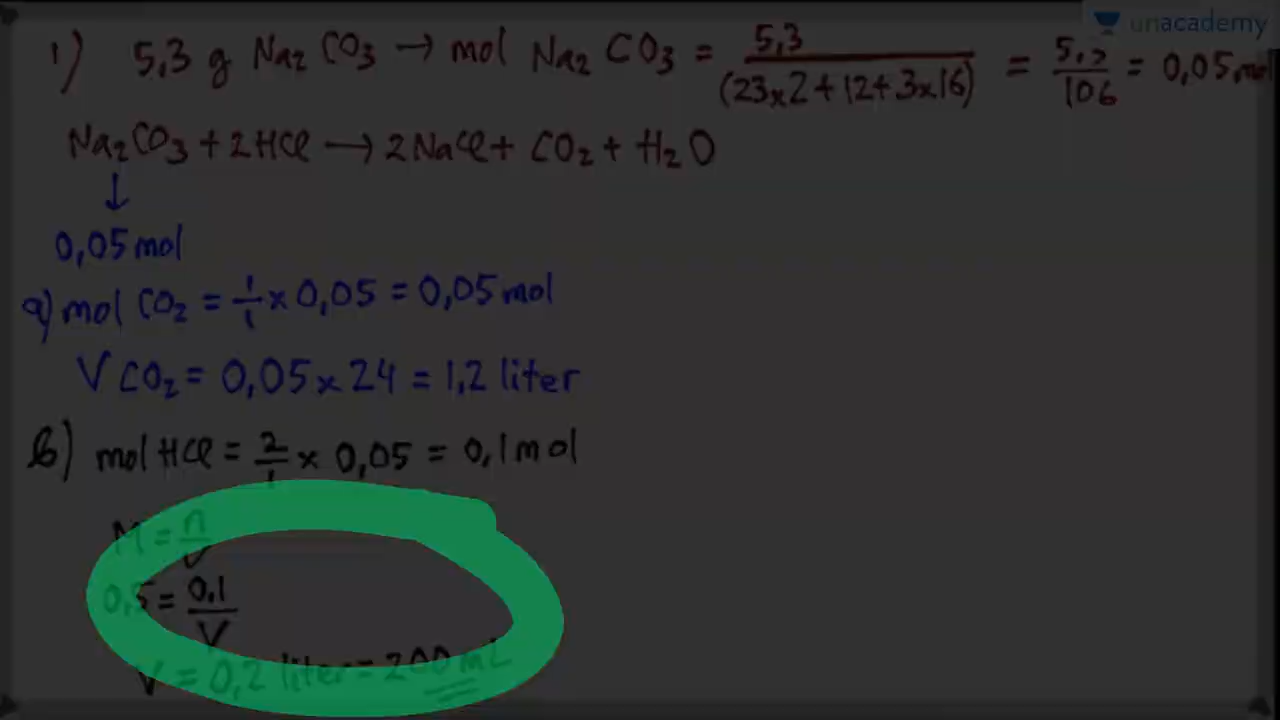 unacademy
1) 5,3 g Na₂CO₃ → mol Na₂CO₃ = 5,3/(23x2+12+3x16) = 5,3/106 = 0,05 mol
Na₂CO₃ + 2HCl → 2NaCl + CO₂ + H₂O
↓
0,05 mol
a) mol CO₂ = 1/1 x 0,05 = 0,05 mol
V CO₂ = 0,05 x 24 = 1,2 liter
b) mol HCl = 2/1 x 0,05 = 0,1 mol
M = n/V
0,5 = 0,1/V
V = 0,2 liter = 200 mL